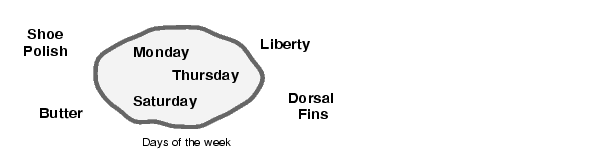 Shoe
Polish
Monday
Liberty
Thursday
Saturday
Dorsal
Fins
Butter
Days of the week